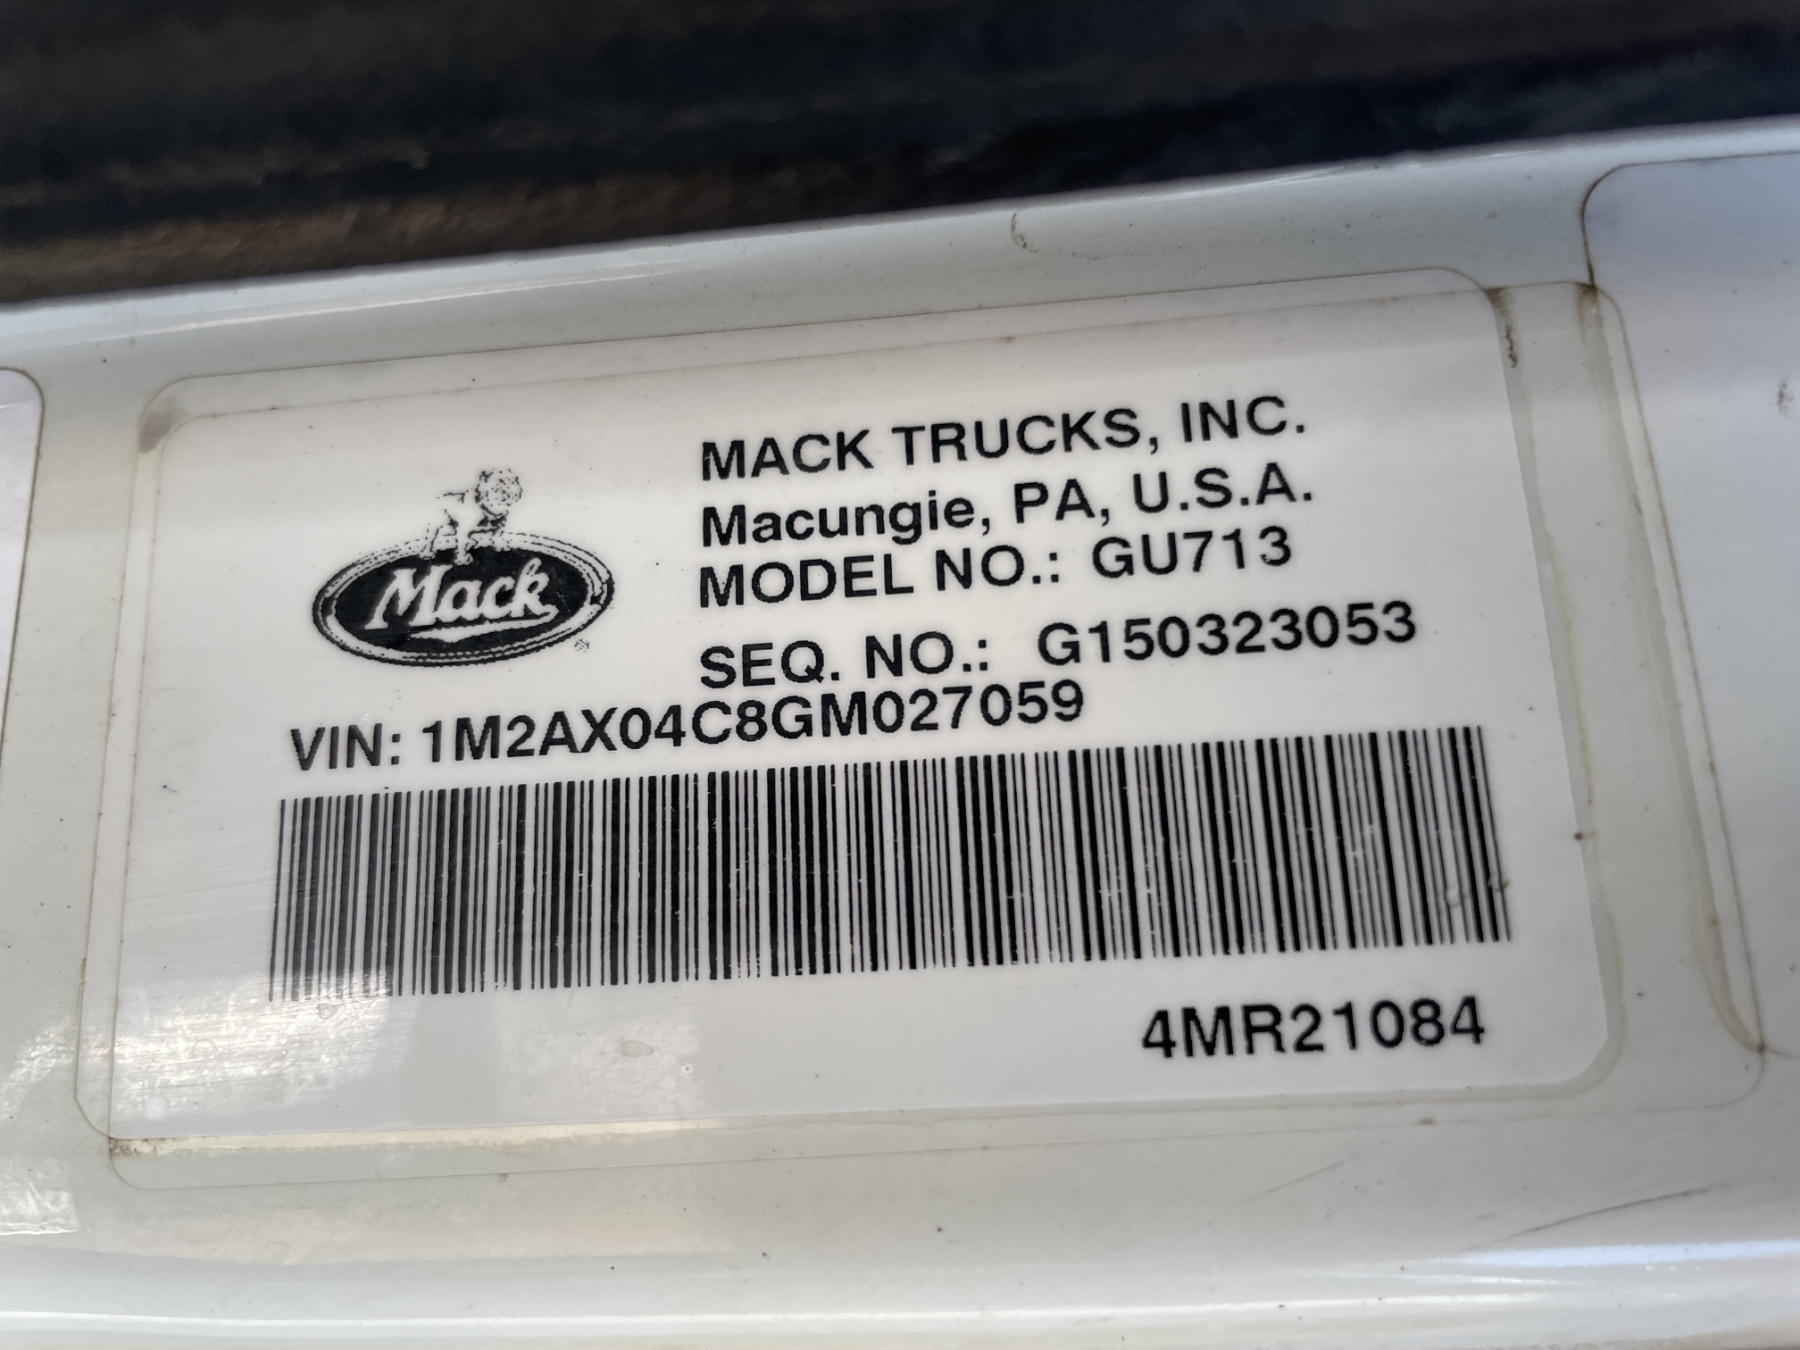 MACK TRUCKS, INC.
Macungie, PA, U.S.A.
MODEL NO.: GU713
Mack
®
SEQ. NO.: G150323053
VIN: 1M2AX04C8GM027059
4MR21084